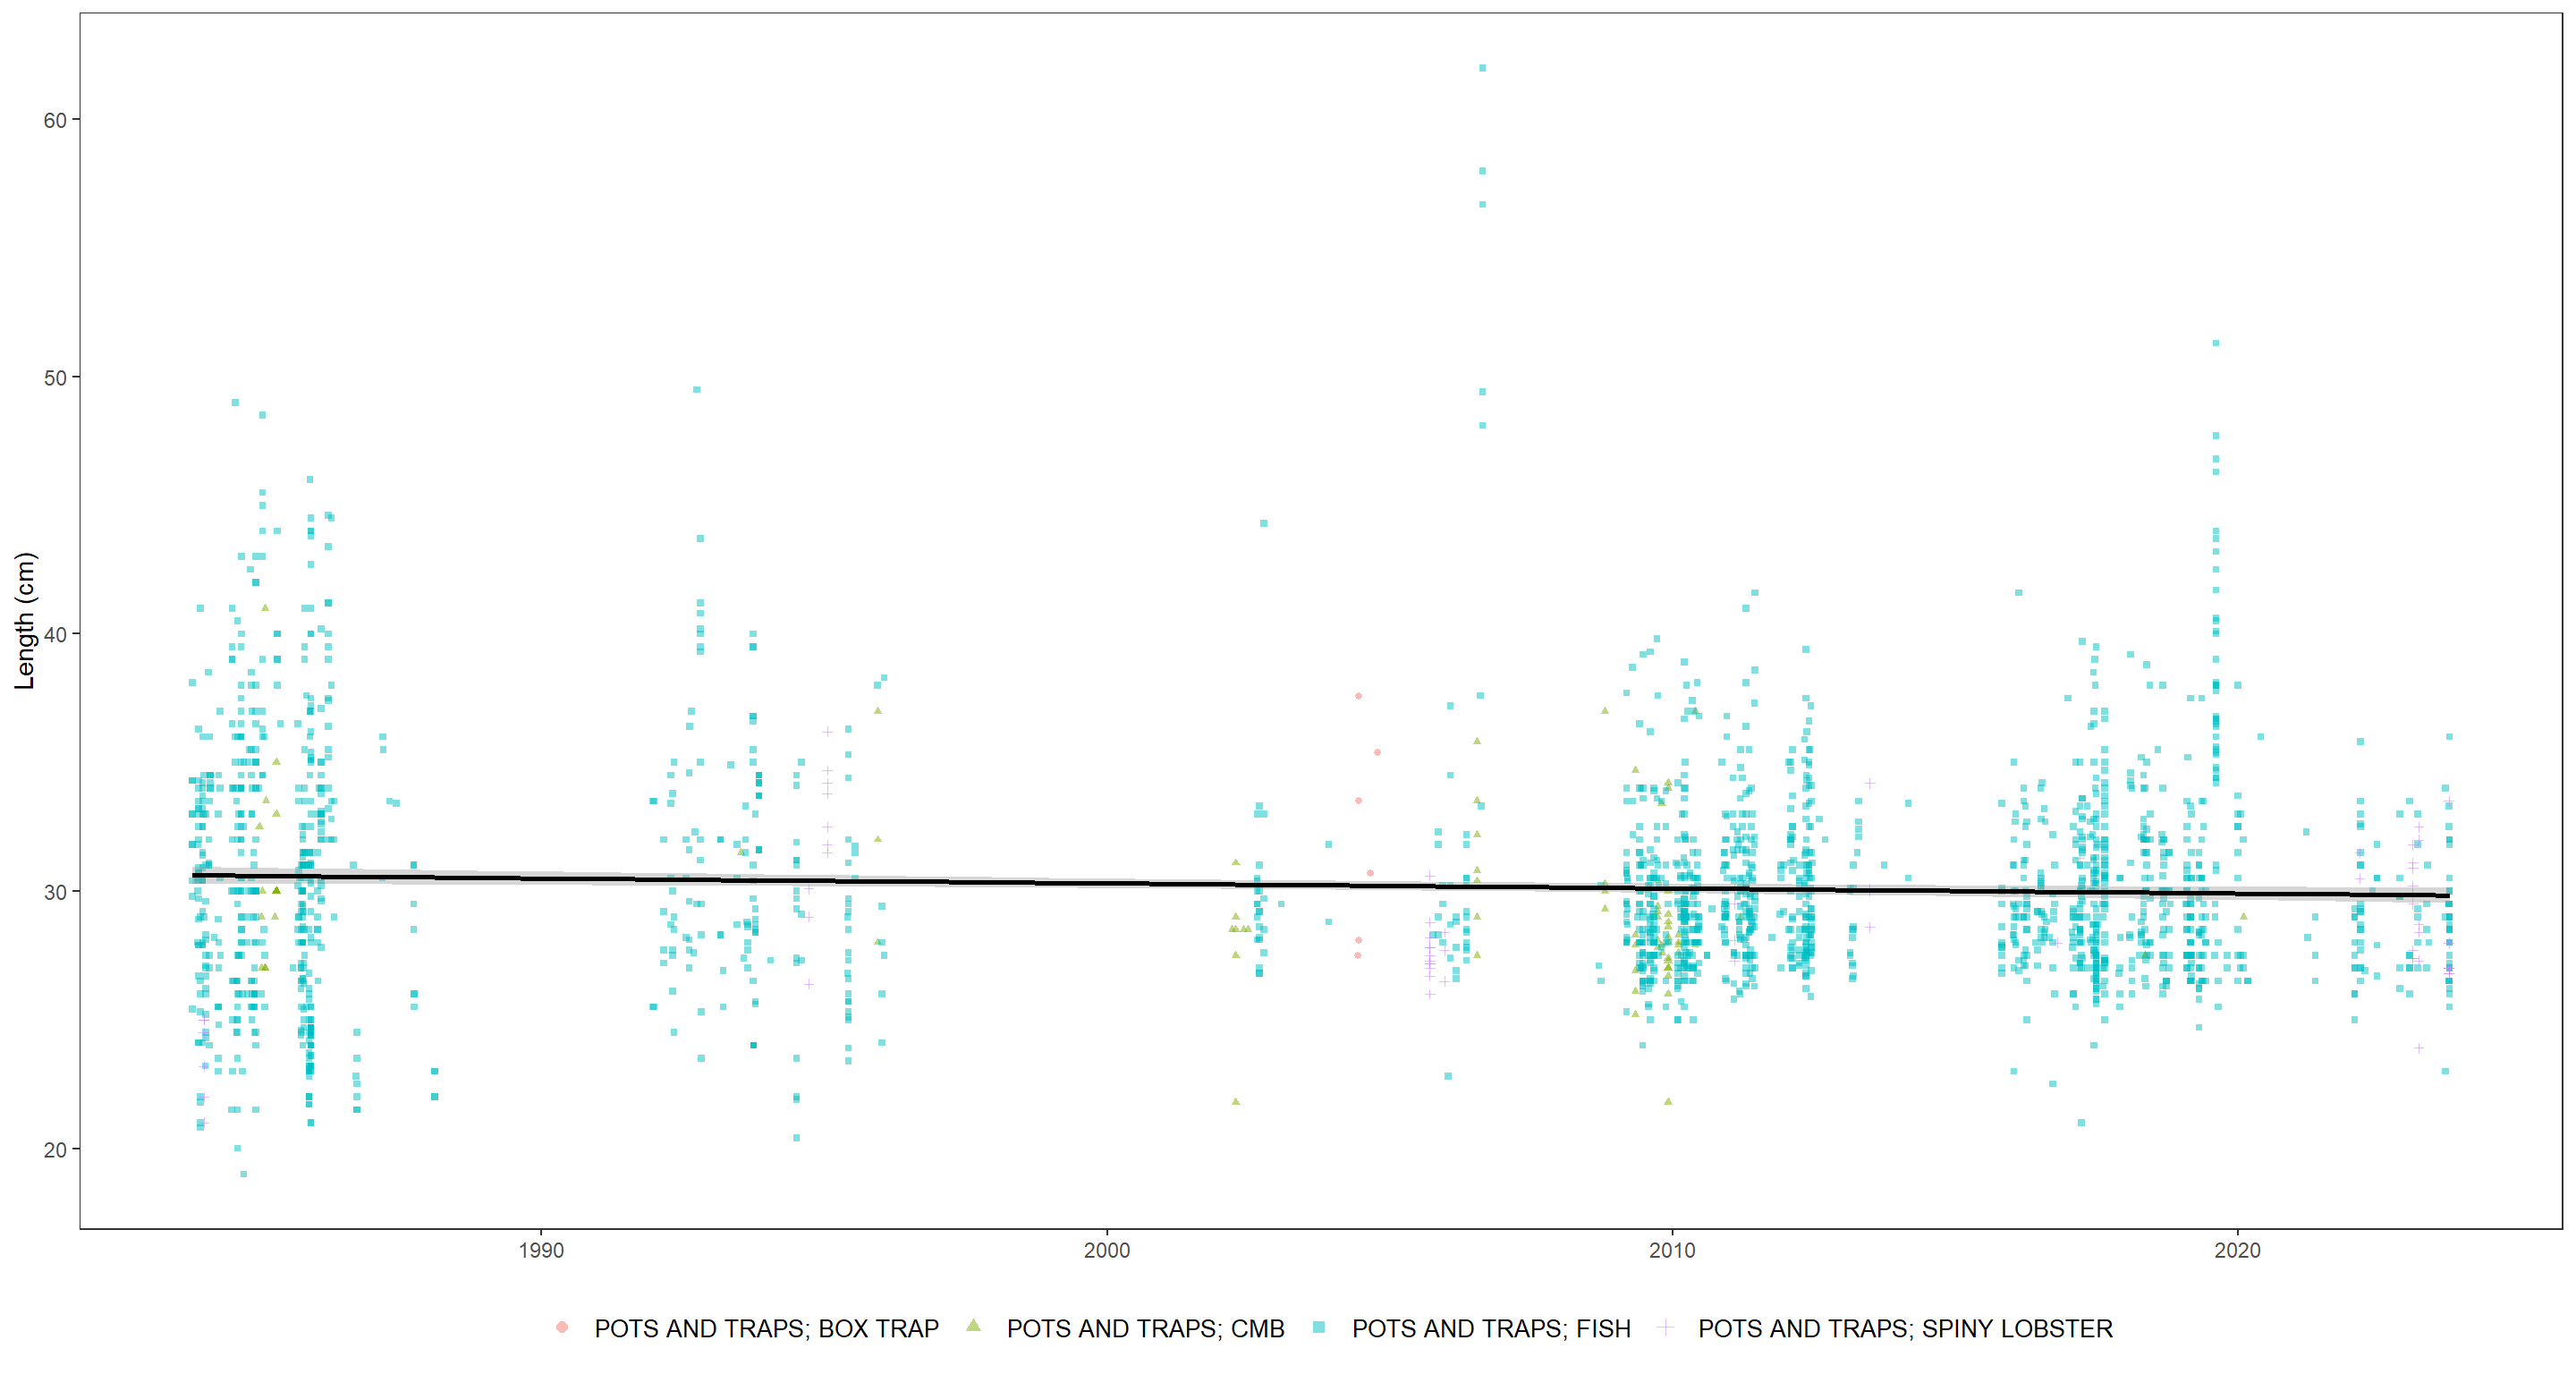 Length (cm)
60
50
40
30
20
1990 2000 2010 2020
POTS AND TRAPS; BOX TRAP POTS AND TRAPS; CMB POTS AND TRAPS; FISH POTS AND TRAPS; SPINY LOBSTER